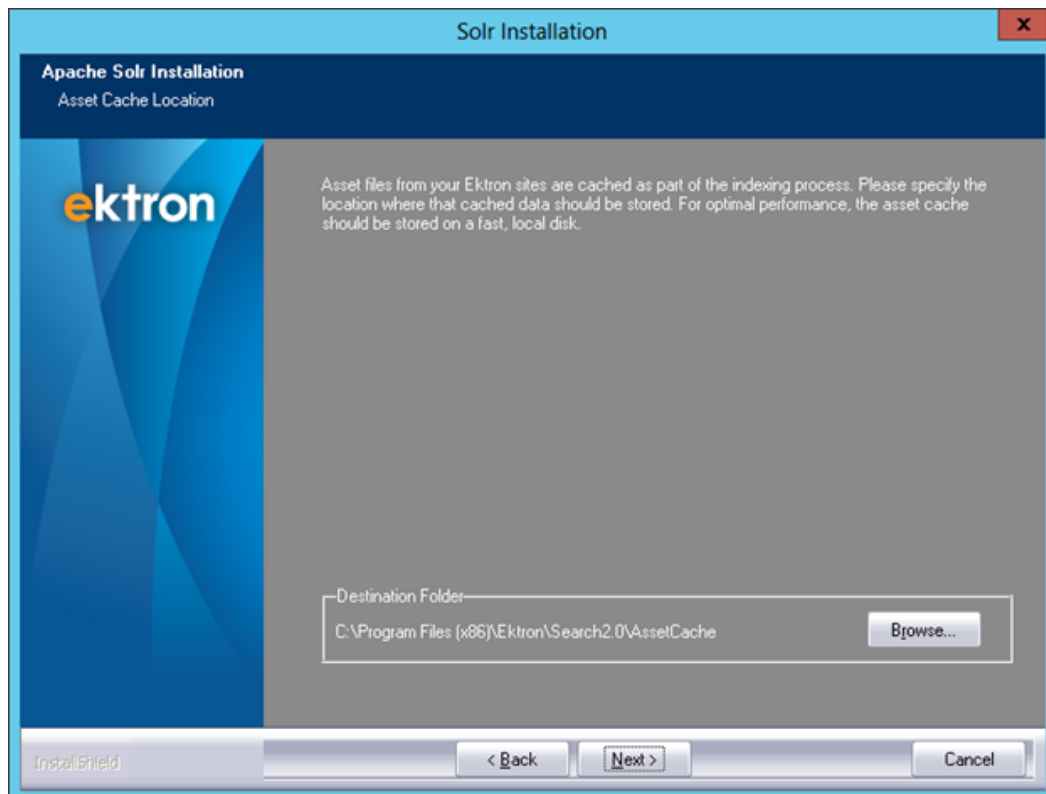 Solr Installation
x
Apache Solr Installation
Asset Cache Location
ektron
Asset files from your Ektron sites are cached as part of the indexing process. Please specify the
location where that cached data should be stored. For optimal performance, the asset cache
should be stored on a fast, local disk.
Destination Folder
C:\Program Files (x86)\Ektron\Search2.0\AssetCache
Browse...
InstallShield
< Back
Next >
Cancel